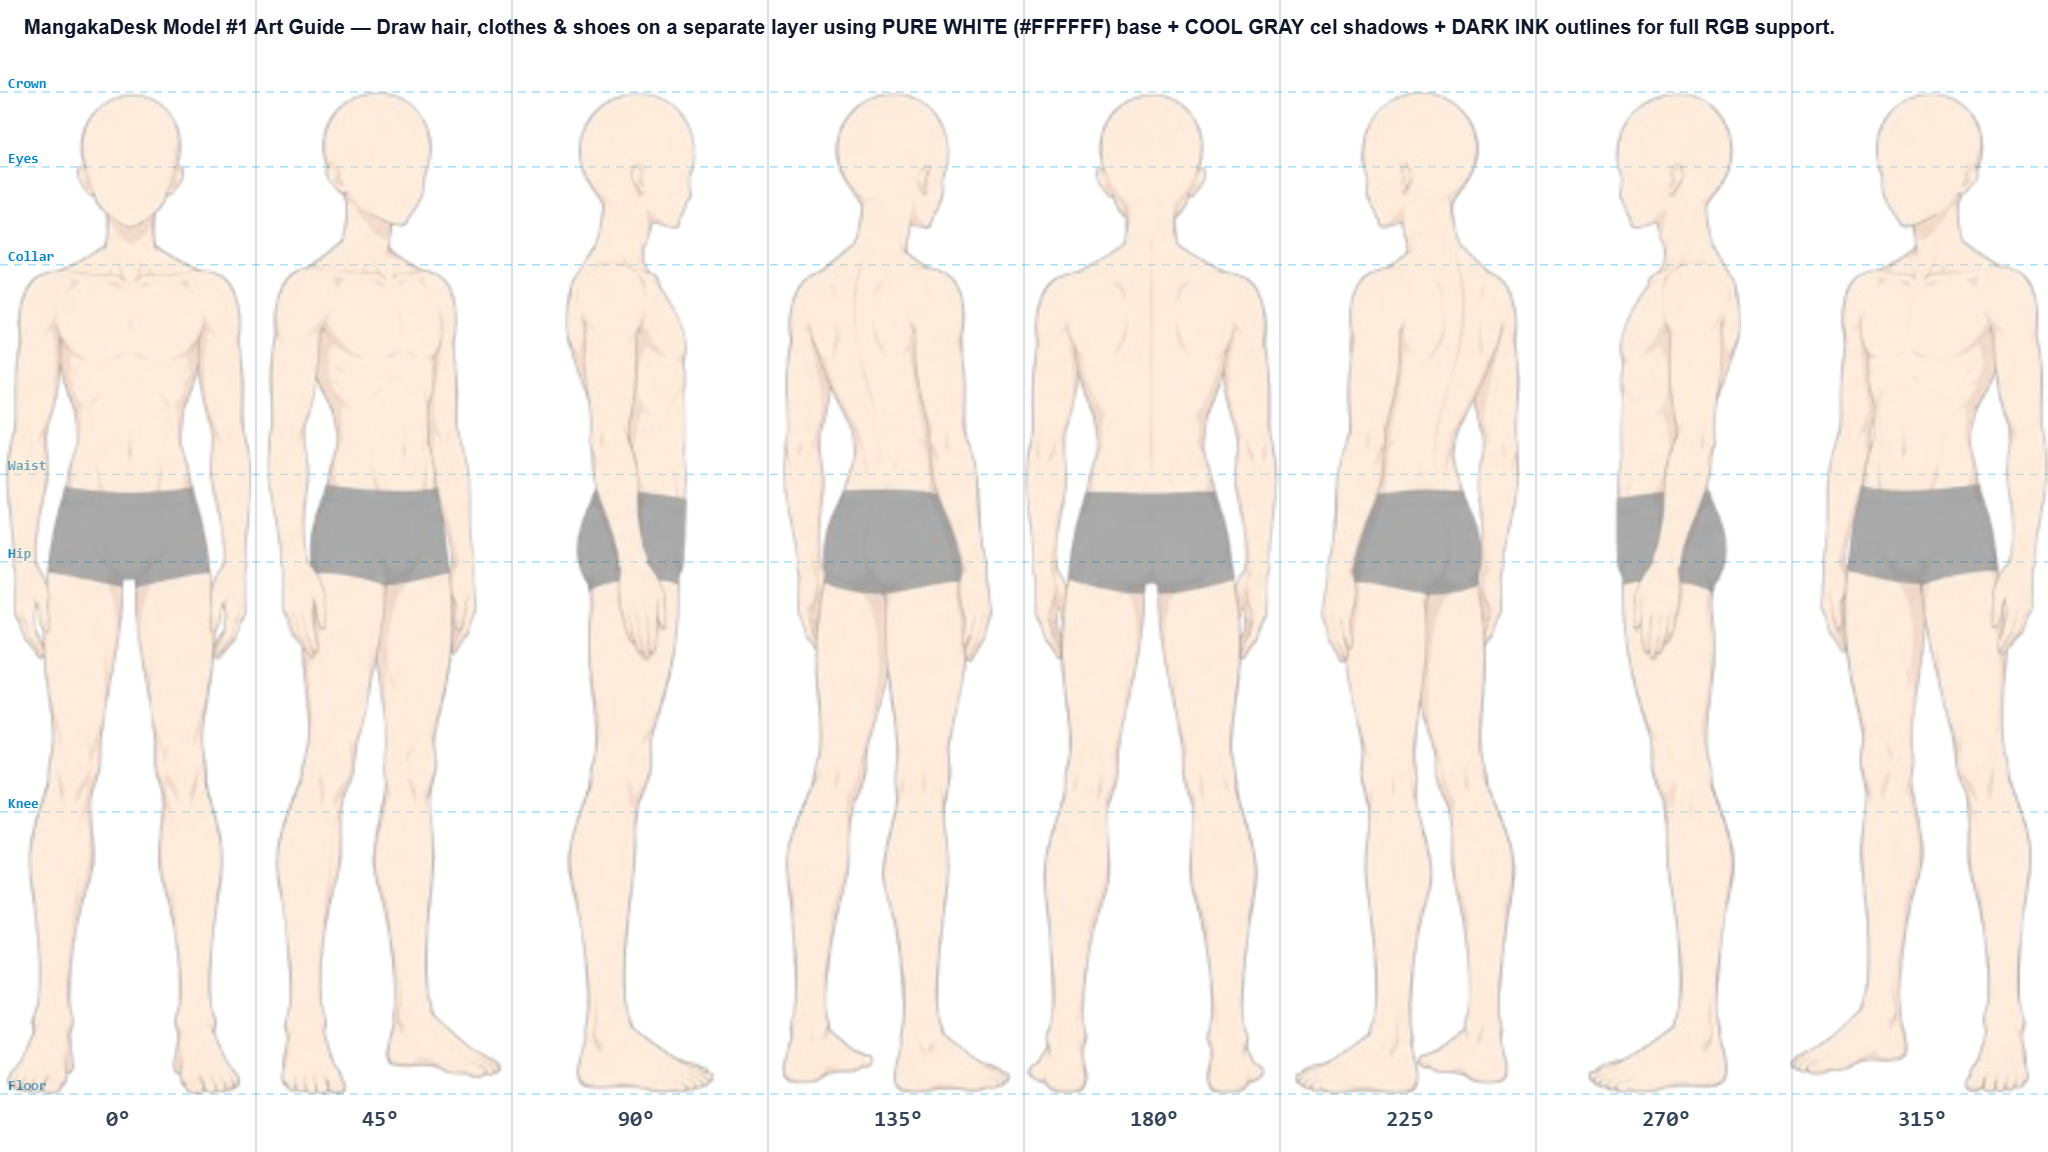 MangakaDesk Model #1 Art Guide — Draw hair, clothes & shoes on a separate layer using PURE WHITE (#FFFFFF) base + COOL GRAY cel shadows + DARK INK outlines for full RGB support.
Crown
Eyes
Collar
Waist
Hip
Knee
Floor
0° 45° 90° 135° 180° 225° 270° 315°